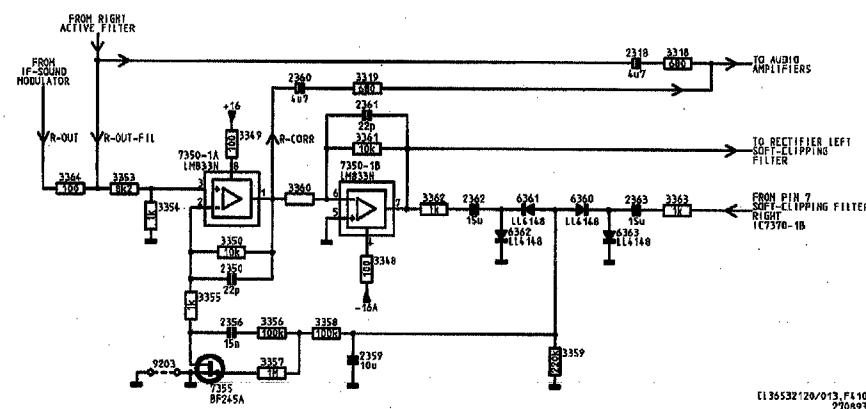 FROM RIGHT
ACTIVE FILTER
FROM
IF-SOUND
MODULATOR
2318
4u7
3318
680
TO AUDIO
AMPLIFIERS
2360
4u7
3319
680
2361
22p
+16
3349
100
R-OUT
R-OUT-FIL
R-CORR
3361
10k
TO RECTIFIER LEFT
SOFT-CLIPPING
FILTER
7350-1A
LM833N
8
7350-1B
LM833N
3364
100
3353
8k2
3
2
1
3360
6
5
7
3362
1k
2362
15u
6361
LL4148
6360
LL4148
2363
15u
3363
1k
FROM PIN 7
SOFT-CLIPPING FILTER
RIGHT
IC7370-1B
1k
3354
6362
LL4148
6363
LL4148
4
3350
10k
2350
22p
3348
100
-16A
1k
3355
2356
15n
3356
100k
3358
100k
9203
3357
1M
2359
10u
3359
220k
7355
BF245A
CL36532120/013.F410
270893